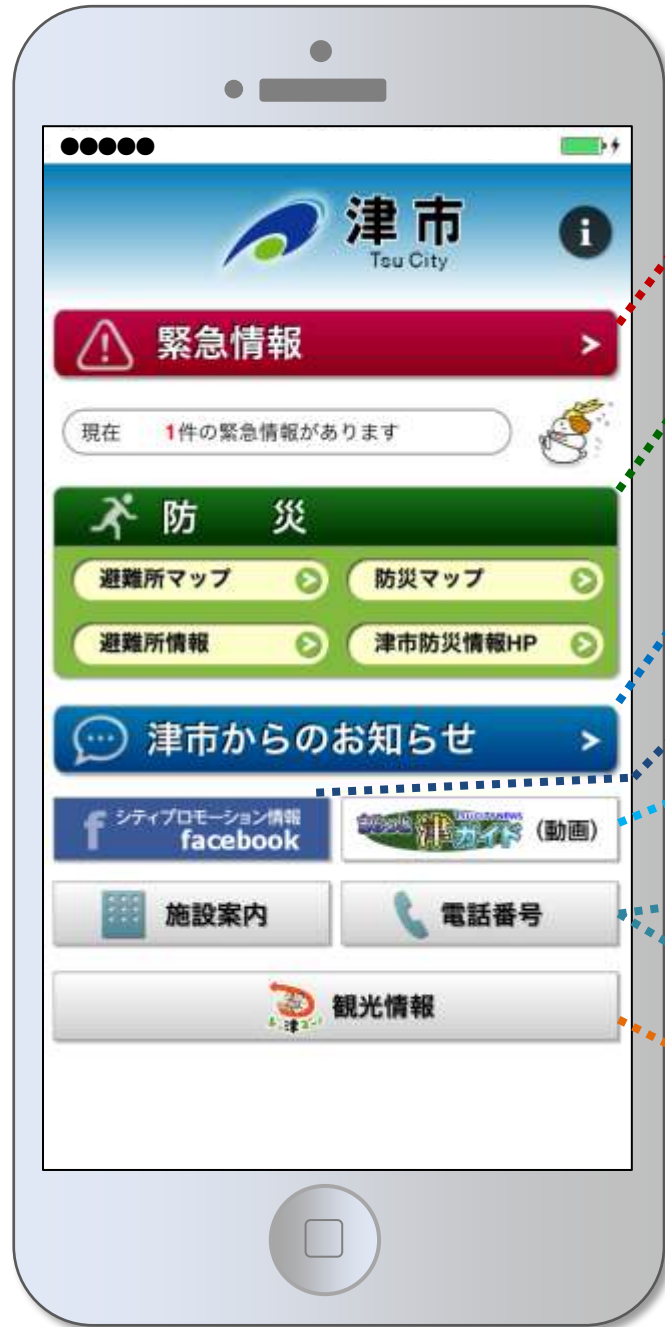 津市
Tsu City
i
緊急情報
現在 1件の緊急情報があります
防 災
避難所マップ
防災マップ
避難所情報
津市防災情報HP
津市からのお知らせ
f シティプロモーション情報
facebook
津ガイド (動画)
施設案内
電話番号
観光情報